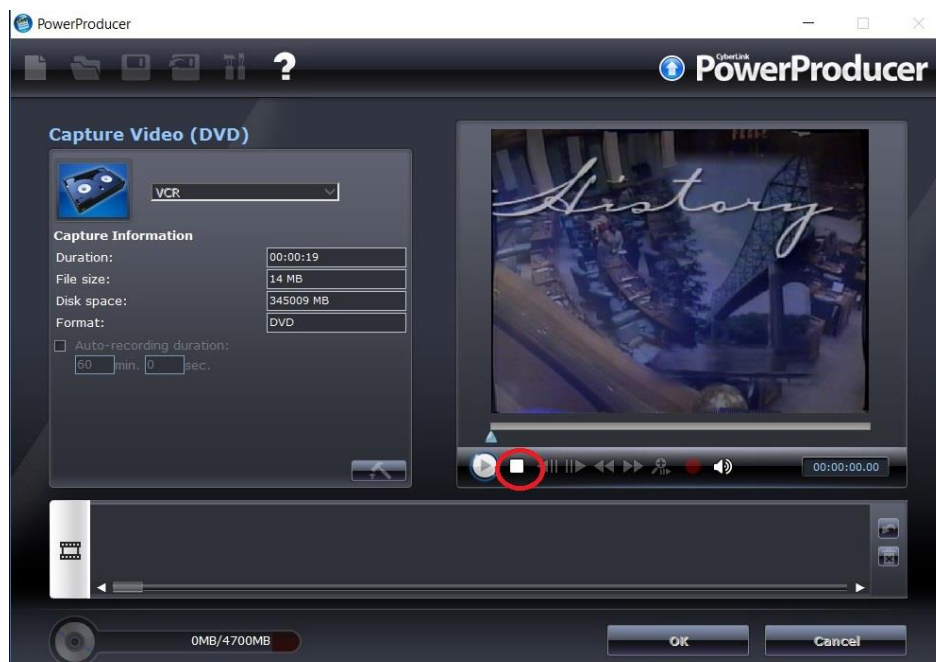 PowerProducer
?
CyberLink
PowerProducer
Capture Video (DVD)
VCR
Capture Information
Duration: 00:00:19
File size: 14 MB
Disk space: 345009 MB
Format: DVD
Auto-recording duration:
60 min. 0 sec.
History
00:00:00.00
0MB/4700MB
OK
Cancel